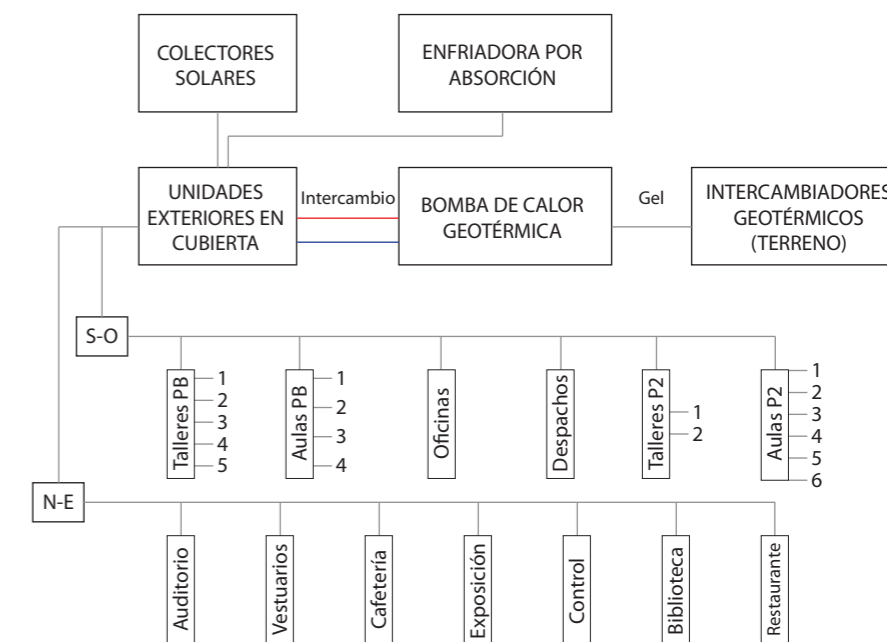 COLECTORES
SOLARES
ENFRIADORA POR
ABSORCIÓN
UNIDADES
EXTERIORES EN
CUBIERTA
Intercambio
BOMBA DE CALOR
GEOTÉRMICA
Gel
INTERCAMBIADORES
GEOTÉRMICOS
(TERRENO)
S-O
Talleres PB
1
2
3
4
5
Aulas PB
1
2
3
4
Oficinas
Despachos
Talleres P2
1
2
Aulas P2
1
2
3
4
5
6
N-E
Auditorio
Vestuarios
Cafetería
Exposición
Control
Biblioteca
Restaurante